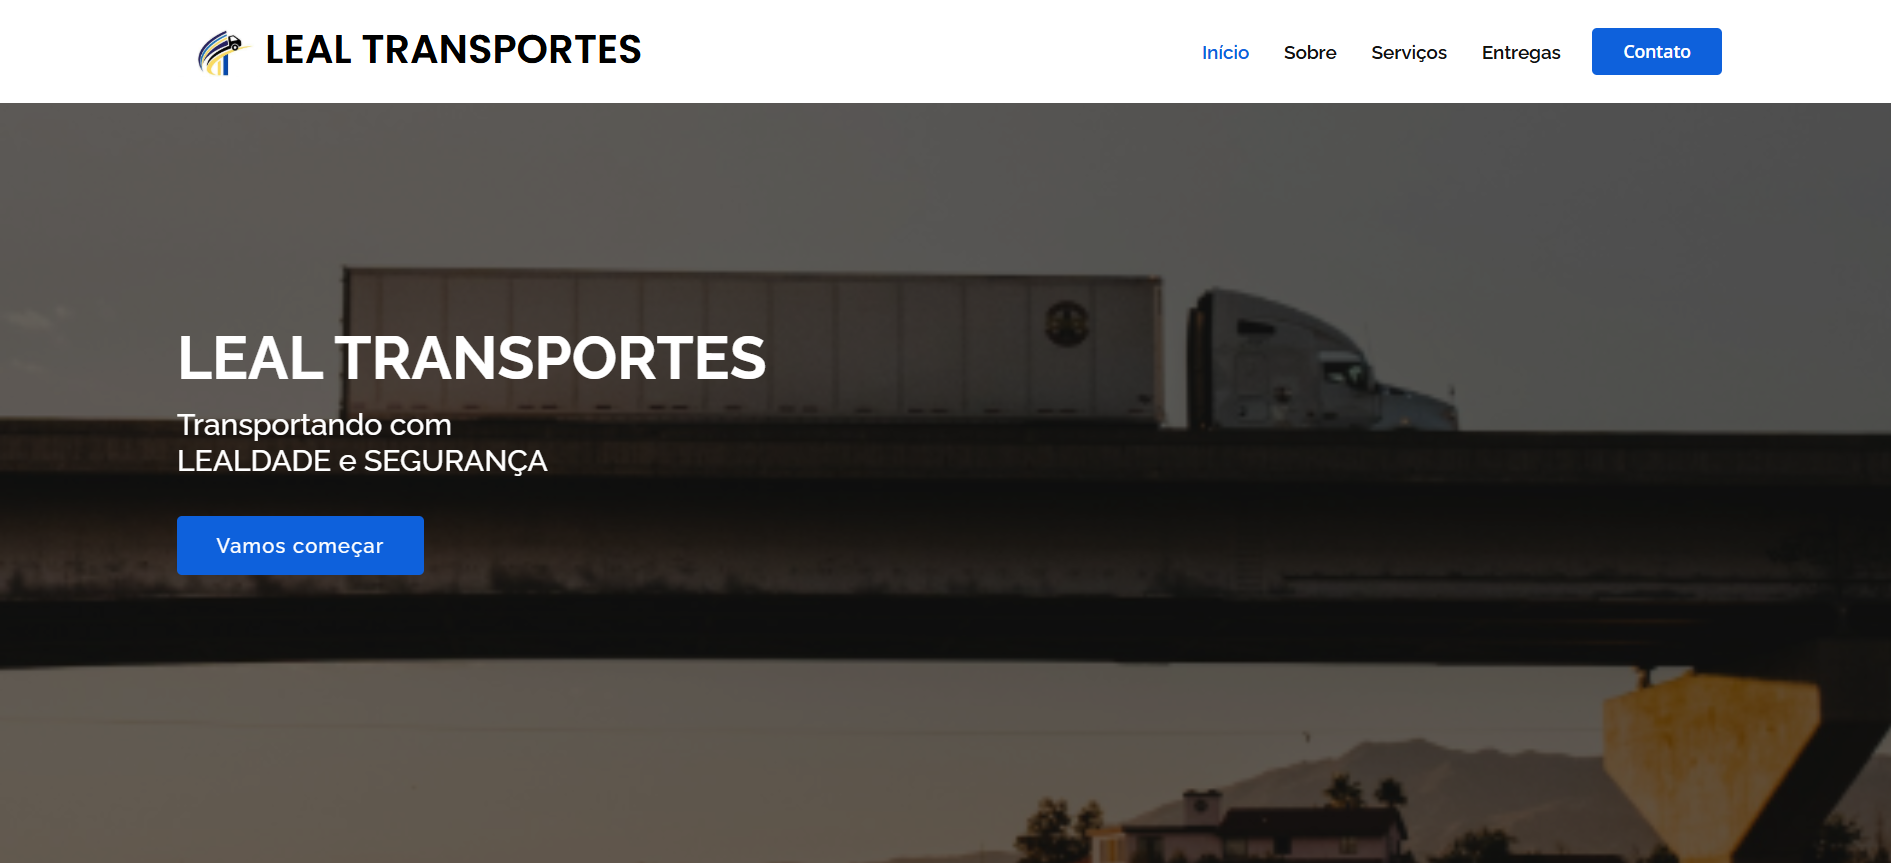 LEAL TRANSPORTES
Início
Sobre
Serviços
Entregas
Contato
LEAL TRANSPORTES
Transportando com
LEALDADE e SEGURANÇA
Vamos começar